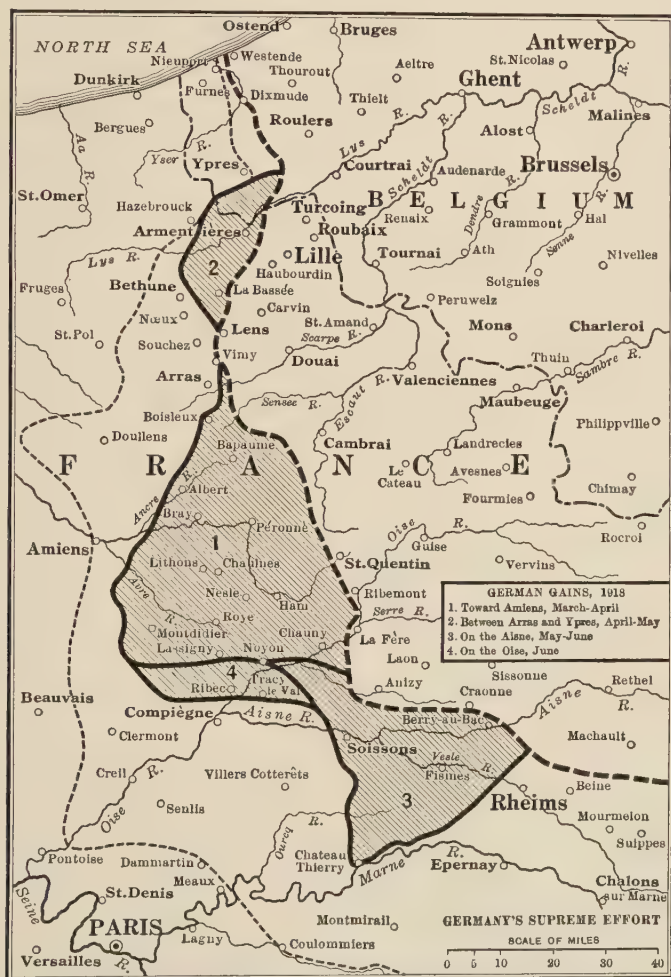 NORTH SEA
Ostend
Bruges
Antwerp
Nieuport
Westende
Thourout
Aeltre
St.Nicolas
R.
Dunkirk
Furnes
Dixmude
Ghent
Scheldt
Thielt
Bergues
Roulers
R.
Alost
Malines
Aa R.
Yser R.
Ypres
Lys R.
Courtrai
Scheldt
Audenarde
Brussels
St.Omer
BELGIUM
Hazebrouck
Turcoing
Renaix
Dendre R.
Grammont
Senne R.
Hal
Armentières
Roubaix
Lys R.
2
Lille
Tournai
Ath
Nivelles
Haubourdin
Soignies
Fruges
Bethune
La Bassée
Peruwelz
Carvin
Nœux
St.Amand
Mons
Charleroi
St.Pol
Lens
Scarpe R.
Souchez
Vimy
Douai
Thuin
Sambre R.
Arras
R.
Valenciennes
Sensee R.
Maubeuge
Boisleux
Escaut
Philippville
Doullens
Cambrai
Landrecies
Bapaume
FRANCE
Le Cateau
Avesnes
Chimay
Albert
Fourmies
Ancre R.
Bray
Péronne
Oise R.
Rocroi
Amiens
1
Guise
Lithons
Chaulnes
St.Quentin
Vervins
Avre R.
Nesle
Ham
Ribemont
GERMAN GAINS, 1918
1. Toward Amiens, March-April
2. Between Arras and Ypres, April-May
3. On the Aisne, May-June
4. On the Oise, June
Roye
Serre R.
Montdidier
Chauny
La Fère
Lassigny
Noyon
Laon
Sissonne
4
Tracy
le Val
Ribec
Anizy
Craonne
Rethel
Beauvais
Compiègne
Aisne R.
Berry-au-Bac
Aisne R.
Clermont
Soissons
Machault
Vesle R.
Fisines
Creil
Villers Cotterêts
Rheims
Beine
Oise R.
Senlis
3
Mourmelon
Ourcq R.
Suippes
Pontoise
Dammartin
Chateau
Thierry
Marne R.
Epernay
Seine
St.Denis
Meaux
Chalons
sur Marne
PARIS
Montmirail
GERMANY'S SUPREME EFFORT
Lagny
SCALE OF MILES
Versailles
R.
Coulommiers
0 5 10 20 30 40